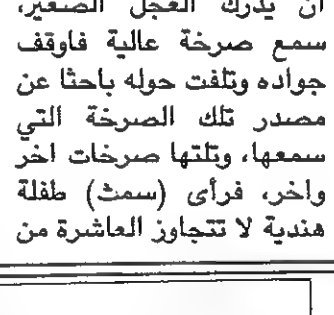 ان يدرك العجل الصغير،
سمع صرخة عالية فاوقف
جواده وتلفت حوله باحثا عن
مصدر تلك الصرخة التي
سمعها، وتلتها صرخات اخر
واخر، فرأى (سمث) طفلة
هندية لا تتجاوز العاشرة من